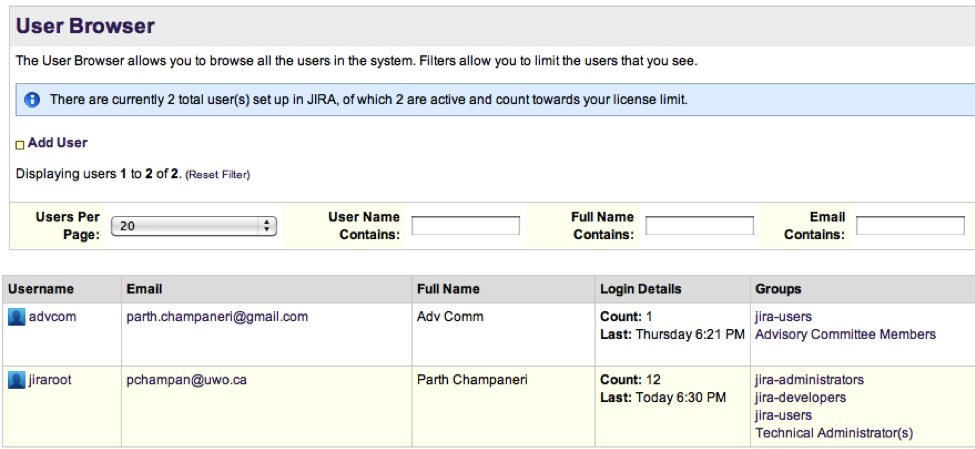 User Browser
The User Browser allows you to browse all the users in the system. Filters allow you to limit the users that you see.
There are currently 2 total user(s) set up in JIRA, of which 2 are active and count towards your license limit.
Add User
Displaying users 1 to 2 of 2. (Reset Filter)
Users Per Page: 20 User Name Contains: Full Name Contains: Email Contains:
Username Email Full Name Login Details Groups
advcom parth.champaneri@gmail.com Adv Comm Count: 1 jira-users
Last: Thursday 6:21 PM Advisory Committee Members
jiraroot pchampan@uwo.ca Parth Champaneri Count: 12 jira-administrators
Last: Today 6:30 PM jira-developers
jira-users
Technical Administrator(s)